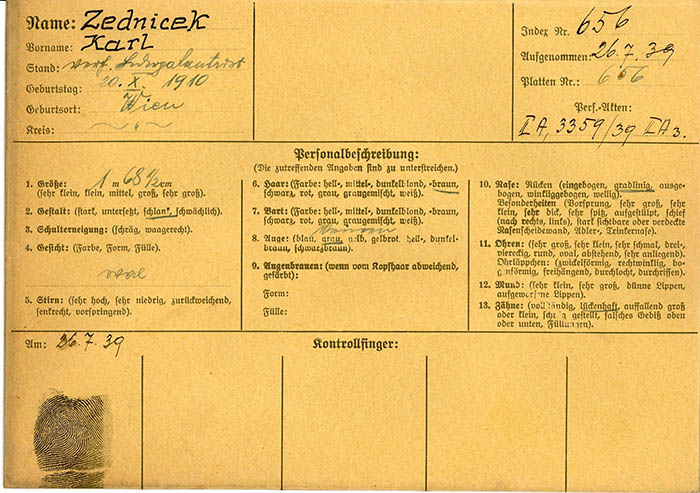 Name: Zednicek
Vorname: Karl
Stand: verh.
Geburtstag: 20. X. 1910
Geburtsort: Wien
Kreis:
Index Nr. 656
Aufgenommen: 26.7.39
Platten Nr.: 656
Pers.-Akten:
II A, 3359/39 II A 3.
Personalbeschreibung:
(Die zutreffenden Angaben sind zu unterstreichen.)
1. Größe: 1 m 68 1/2 cm
(sehr klein, klein, mittel, groß, sehr groß).
2. Gestalt: (stark, untersetzt, schlank, schwächlich).
3. Schulterneigung: (schräg, waagerecht).
4. Gesicht: (Farbe, Form, Fülle).
oval
5. Stirn: (sehr hoch, sehr niedrig, zurückweichend,
senkrecht, vorspringend).
6. Haar: (Farbe: hell-, mittel-, dunkelblond, -braun,
schwarz, rot, grau, graugemischt, weiß).
7. Bart: (Farbe: hell-, mittel-, dunkelblond, -braun,
schwarz, rot, grau, graugemischt, weiß).
8. Auge: (blau, grau, gelb, gelbrot, hell-, dunkel-
braun, schwarzbraun).
9. Augenbrauen: (wenn vom Kopfhaar abweichend,
gefärbt):
Form:
Fülle:
10. Nase: Rücken (eingebogen, gradlinig, ausge-
bogen, winkliggebogen, wellig).
Besonderheiten (Vorsprung, sehr groß, sehr
klein, sehr dick, sehr spitz, aufgestülpt, schief
(nach rechts, links), stark sichtbare oder verdeckte
Nasenscheidewand, Adler-, Trinkernase).
11. Ohren: (sehr groß, sehr klein, sehr schmal, drei-,
viereckig, rund, oval, abstehend, sehr anliegend).
Ohrläppchen: (zwickelförmig, rechtwinklig, bo-
genförmig, freihängend, durchlocht, durchrissen).
12. Mund: (sehr klein, sehr groß, dünne Lippen,
aufgeworfene Lippen).
13. Zähne: (vollständig, lückenhaft, auffallend groß
oder klein, schräg gestellt, falsches Gebiß oben
oder unten, Füllungen).
Am: 26.7.39
Kontrollfinger: